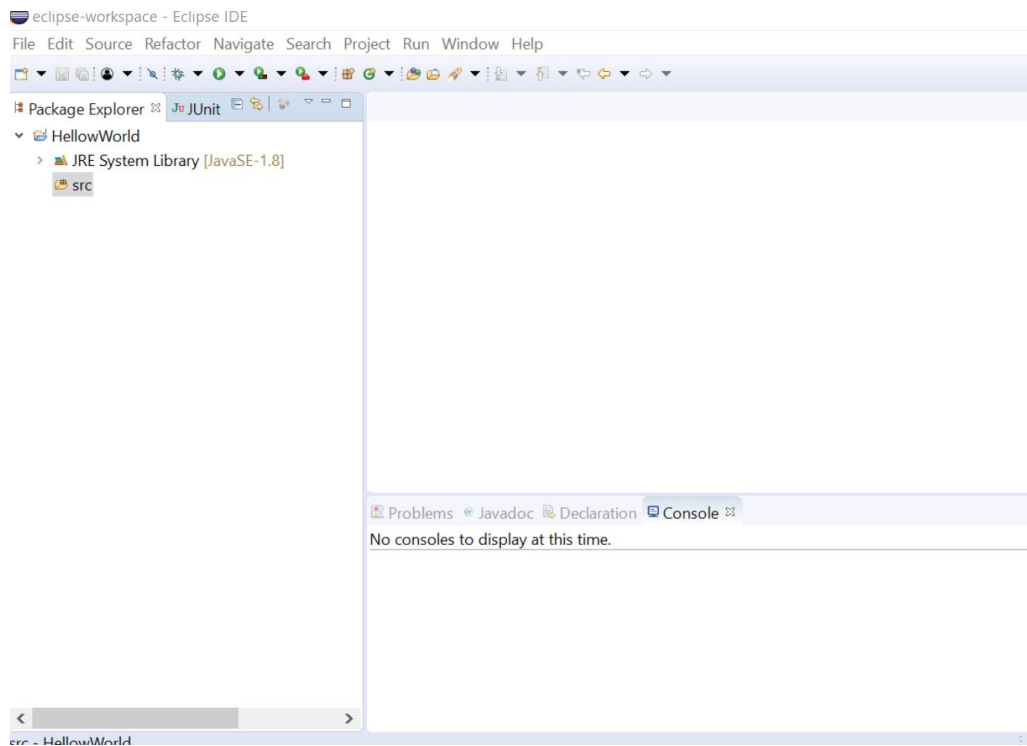 eclipse-workspace - Eclipse IDE
File Edit Source Refactor Navigate Search Project Run Window Help
Package Explorer JUnit
HellowWorld
JRE System Library [JavaSE-1.8]
src
Problems Javadoc Declaration Console
No consoles to display at this time.
src - HellowWorld